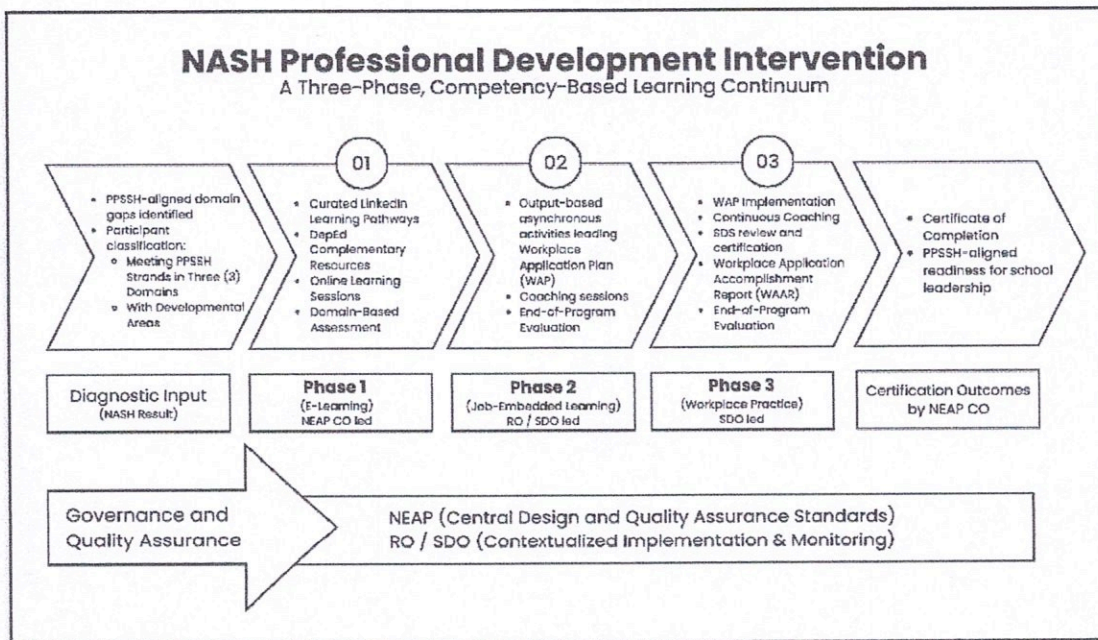 NASH Professional Development Intervention
A Three-Phase, Competency-Based Learning Continuum
• PPSSH-aligned domain
gaps identified
• Participant
classification:
Meeting PPSSH
Strands in Three (3)
Domains
With Developmental
Areas
01
• Curated LinkedIn
Learning Pathways
• DepEd
Complementary
Resources
• Online Learning
Sessions
• Domain-Based
Assessment
02
• Output-based
asynchronous
activities leading
Workplace
Application Plan
(WAP)
• Coaching sessions
• End-of-Program
Evaluation
03
• WAP Implementation
• Continuous Coaching
• SDS review and
certification
• Workplace Application
Accomplishment
Report (WAAR)
• End-of-Program
Evaluation
• Certificate of
Completion
• PPSSH-aligned
readiness for school
leadership
Diagnostic Input
(NASH Result)
Phase 1
(E-Learning)
NEAP CO led
Phase 2
(Job-Embedded Learning)
RO / SDO led
Phase 3
(Workplace Practice)
SDO led
Certification Outcomes
by NEAP CO
Governance and
Quality Assurance
NEAP (Central Design and Quality Assurance Standards)
RO / SDO (Contextualized Implementation & Monitoring)